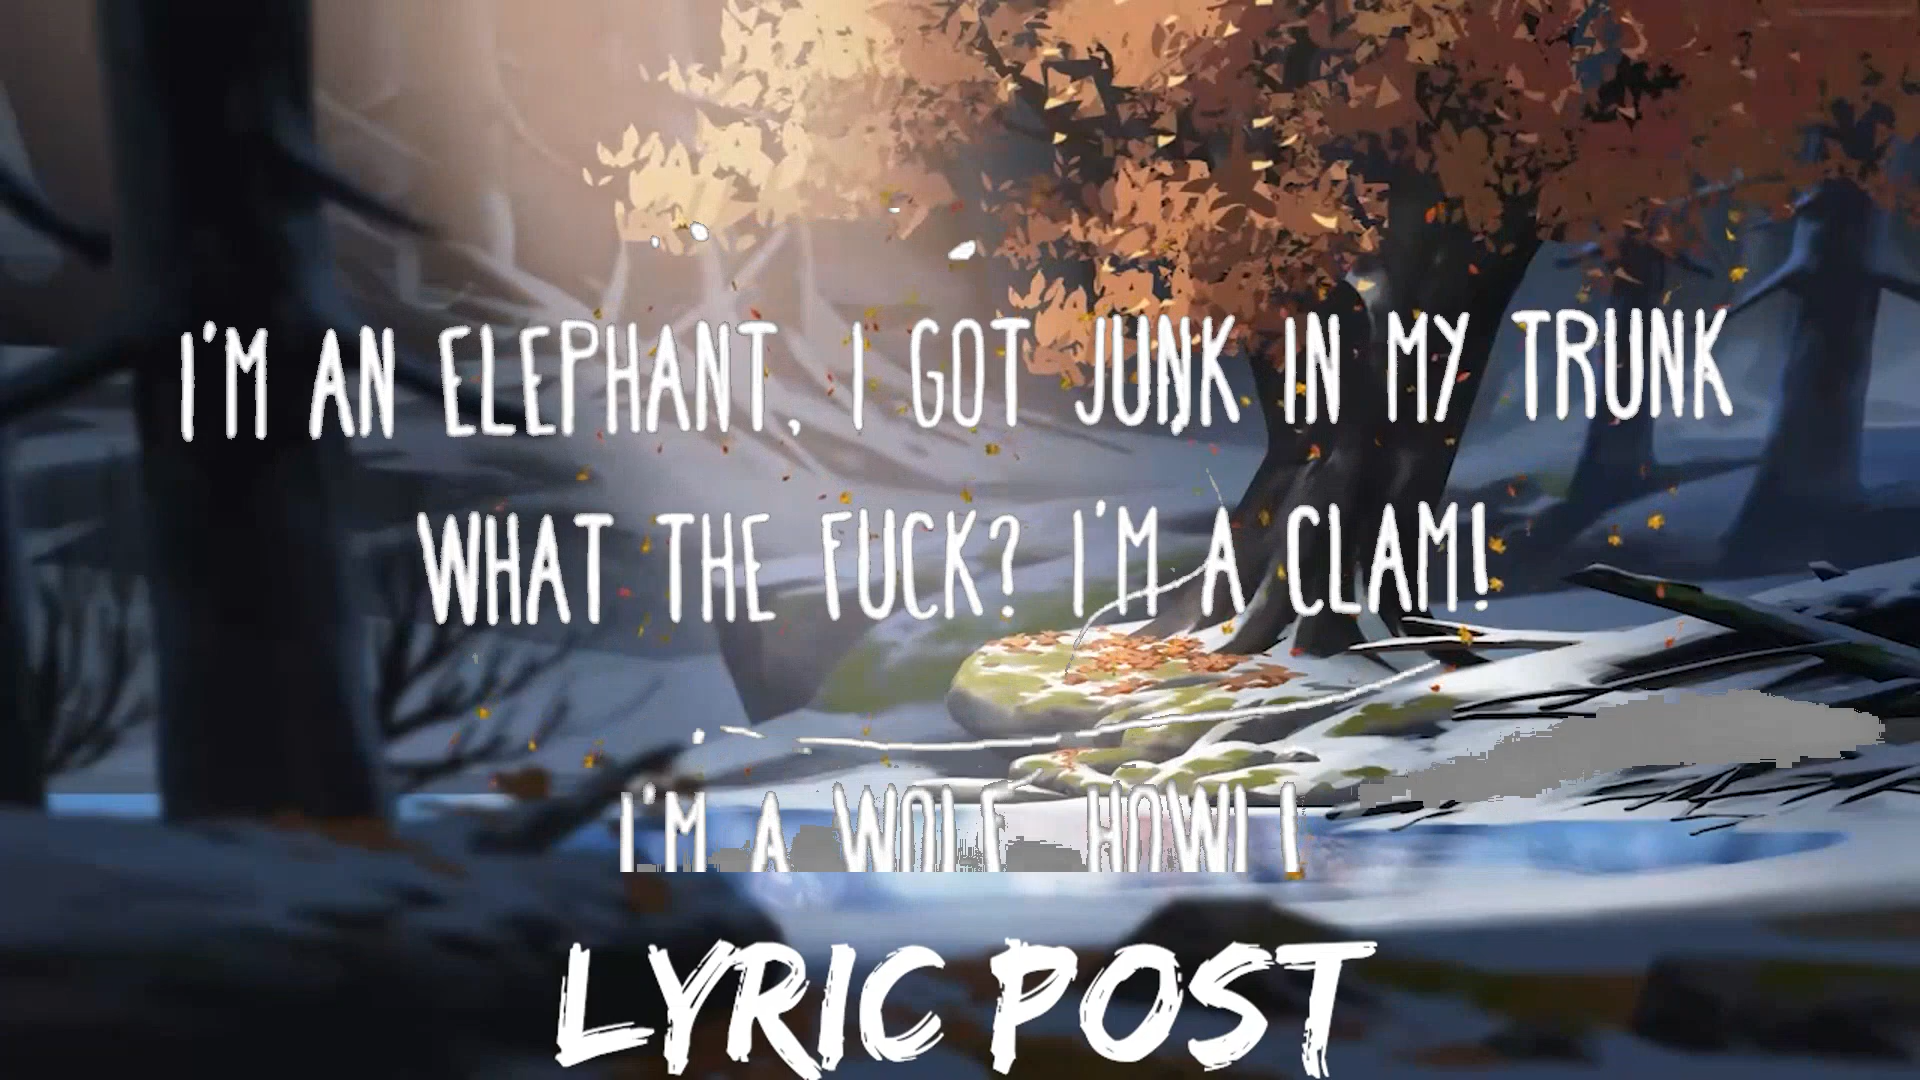 I'M AN ELEPHANT, I GOT JUNK IN MY TRUNK
WHAT THE FUCK? I'M A CLAM!
I'M A WOLF, HOWL!
LYRIC POST